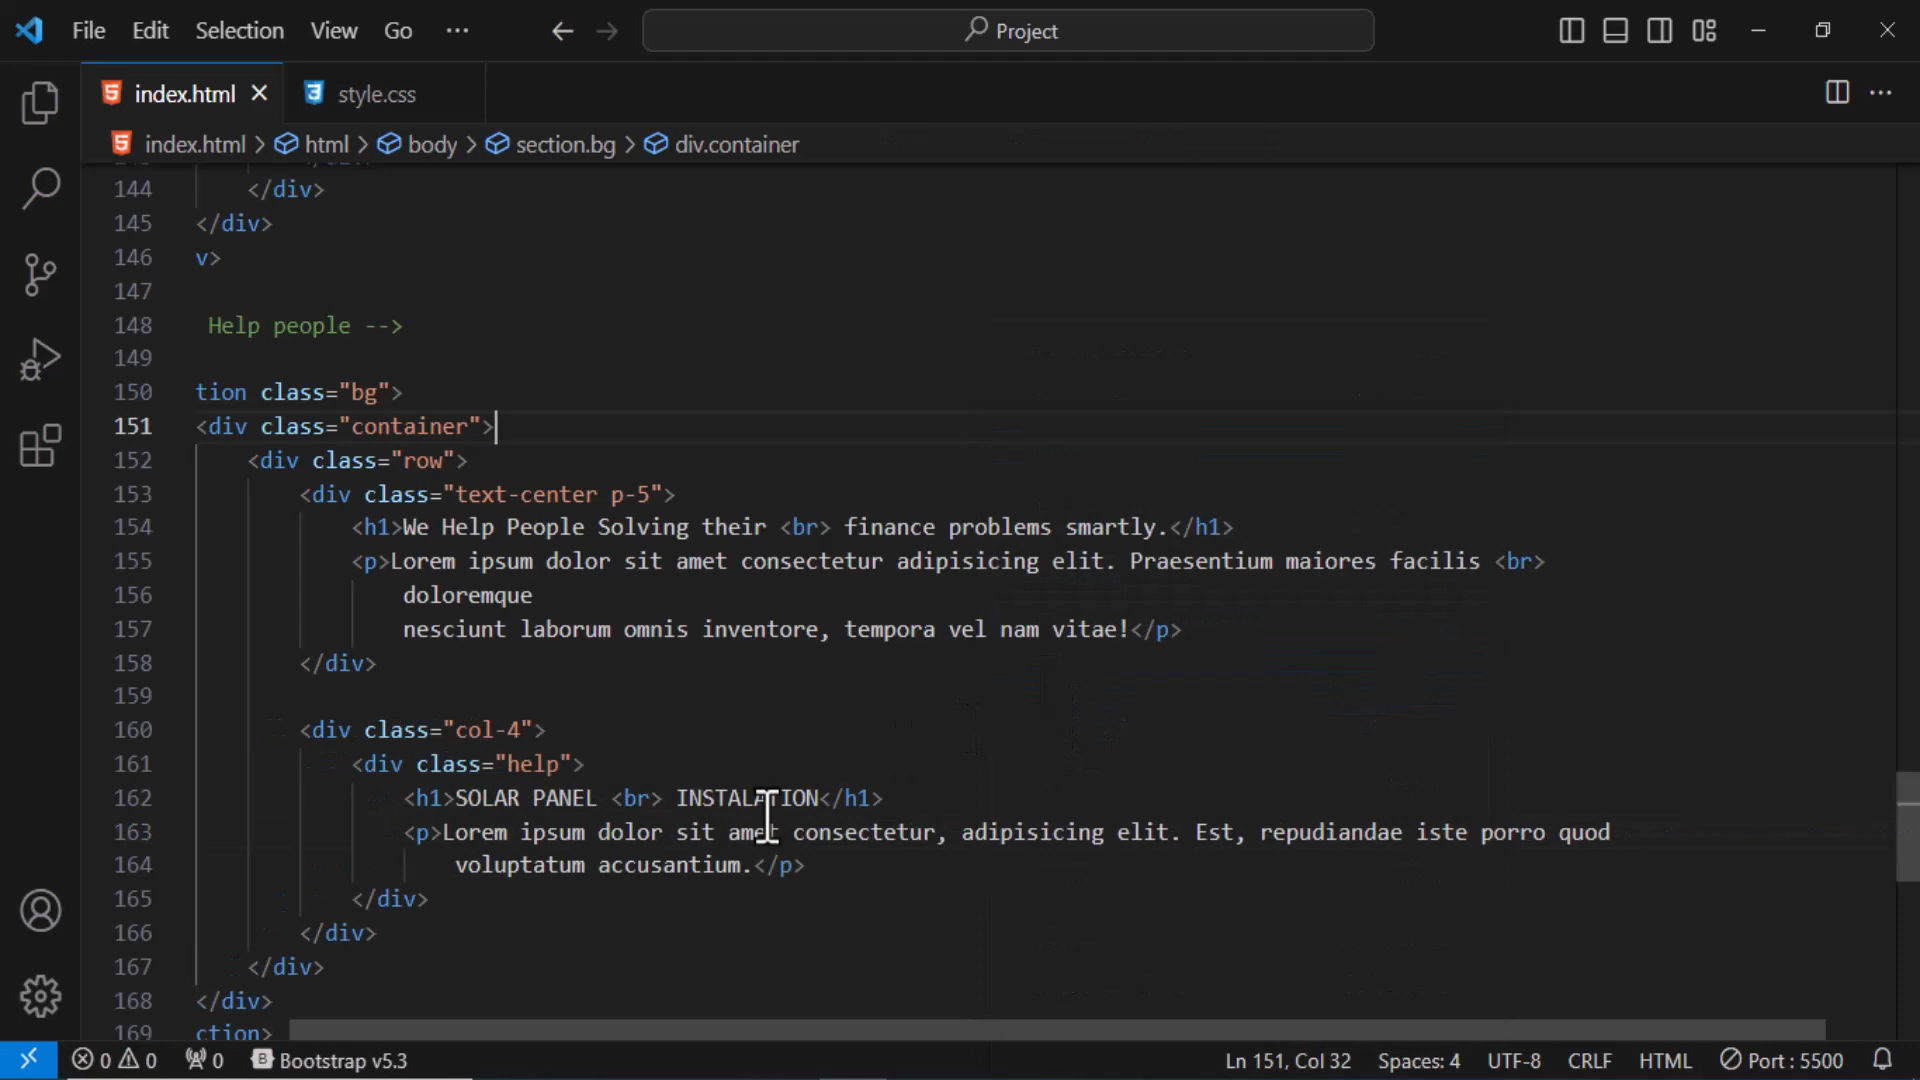 File Edit Selection View Go ··· Project
index.html style.css
index.html > html > body > section.bg > div.container
144 </div>
145 </div>
146 v>
147
148 Help people -->
149
150 tion class="bg">
151 <div class="container">
152 <div class="row">
153 <div class="text-center p-5">
154 <h1>We Help People Solving their <br> finance problems smartly.</h1>
155 <p>Lorem ipsum dolor sit amet consectetur adipisicing elit. Praesentium maiores facilis <br>
156 doloremque
157 nesciunt laborum omnis inventore, tempora vel nam vitae!</p>
158 </div>
159
160 <div class="col-4">
161 <div class="help">
162 <h1>SOLAR PANEL <br> INSTALATION</h1>
163 <p>Lorem ipsum dolor sit amet consectetur, adipisicing elit. Est, repudiandae iste porro quod
164 voluptatum accusantium.</p>
165 </div>
166 </div>
167 </div>
168 </div>
169 ction>
0 0 0 Bootstrap v5.3 Ln 151, Col 32 Spaces: 4 UTF-8 CRLF HTML Port : 5500